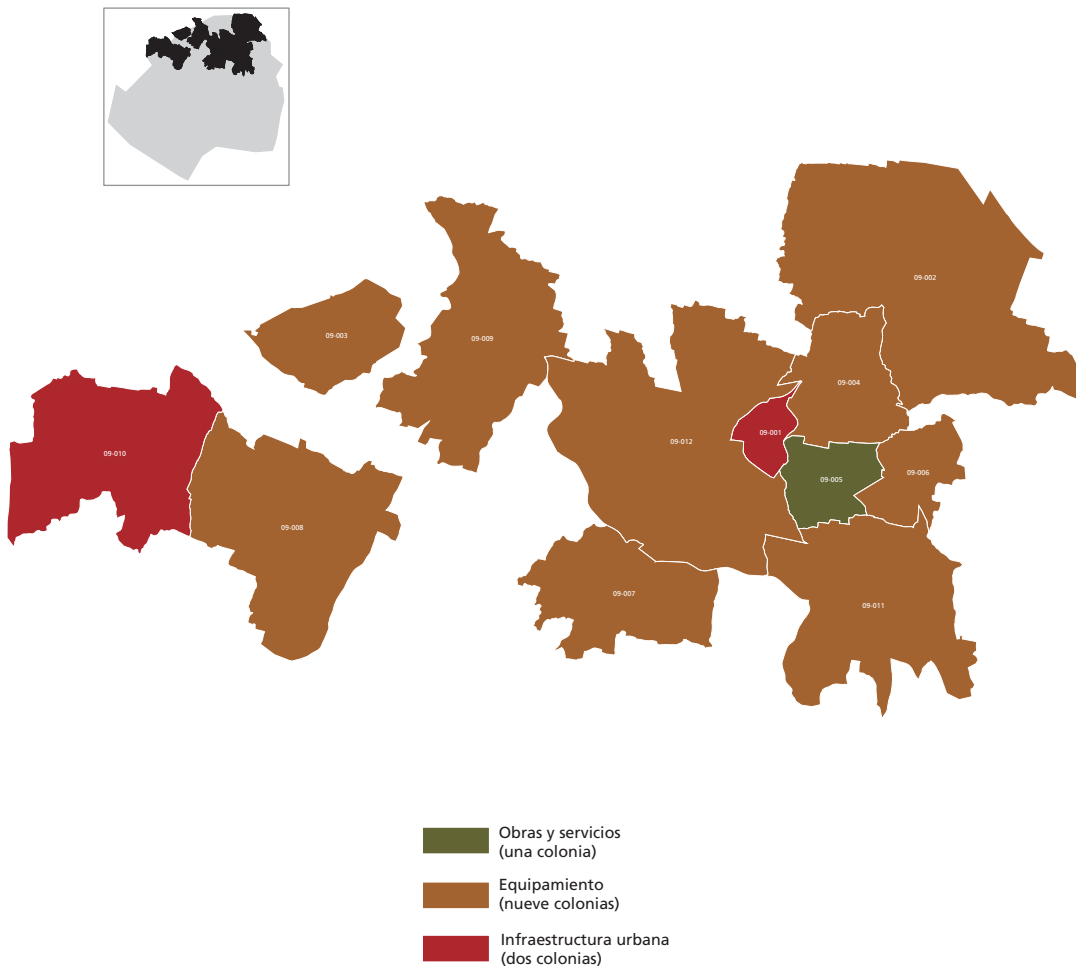 09-002
09-003
09-009
09-004
09-001
09-012
09-010
09-006
09-005
09-008
09-007
09-011
Obras y servicios
(una colonia)
Equipamiento
(nueve colonias)
Infraestructura urbana
(dos colonias)